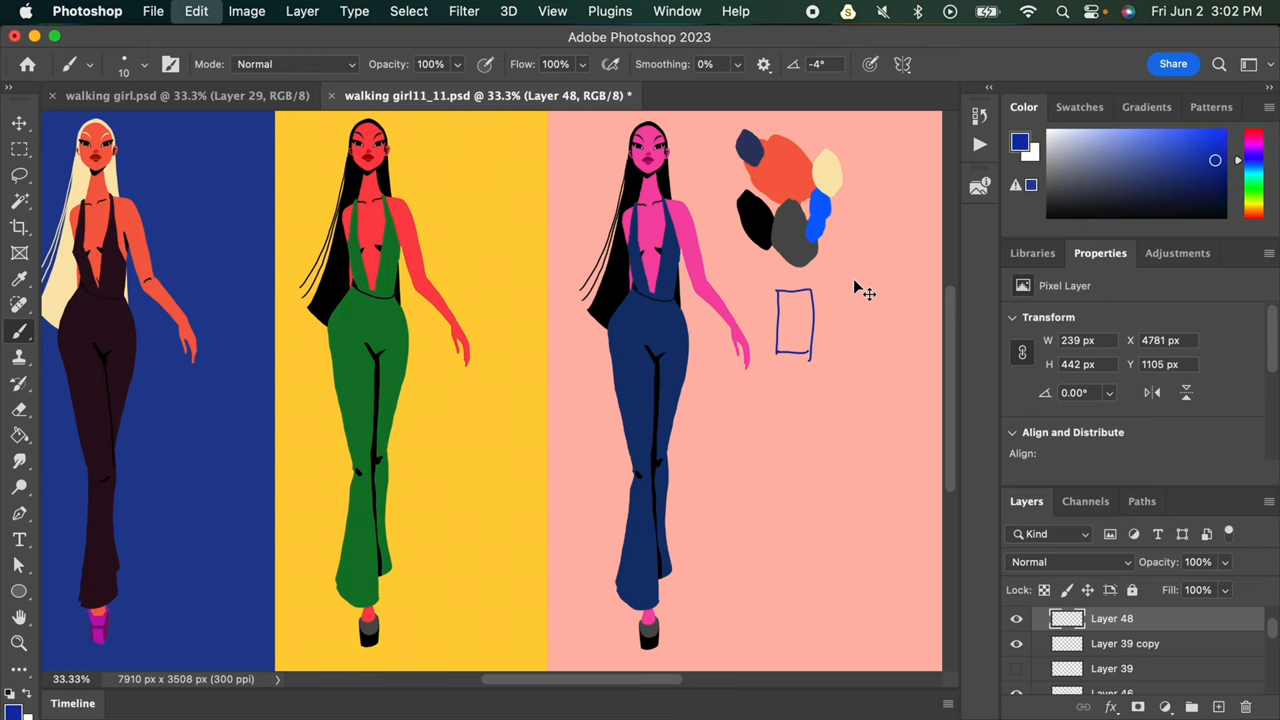 Photoshop File Edit Image Layer Type Select Filter 3D View Plugins Window Help Fri Jun 2 3:02 PM
Adobe Photoshop 2023
10 Mode: Normal Opacity: 100% Flow: 100% Smoothing: 0% -4° Share
walking girl.psd @ 33.3% (Layer 29, RGB/8) walking girl11_11.psd @ 33.3% (Layer 48, RGB/8) *
Color Swatches Gradients Patterns
Libraries Properties Adjustments
Pixel Layer
Transform
W 239 px X 4781 px
H 442 px Y 1105 px
0.00°
Align and Distribute
Align:
Layers Channels Paths
Kind
Normal Opacity: 100%
Lock: Fill: 100%
Layer 48
Layer 39 copy
Layer 39
Layer 46
33.33% 7910 px x 3508 px (300 ppi)
Timeline